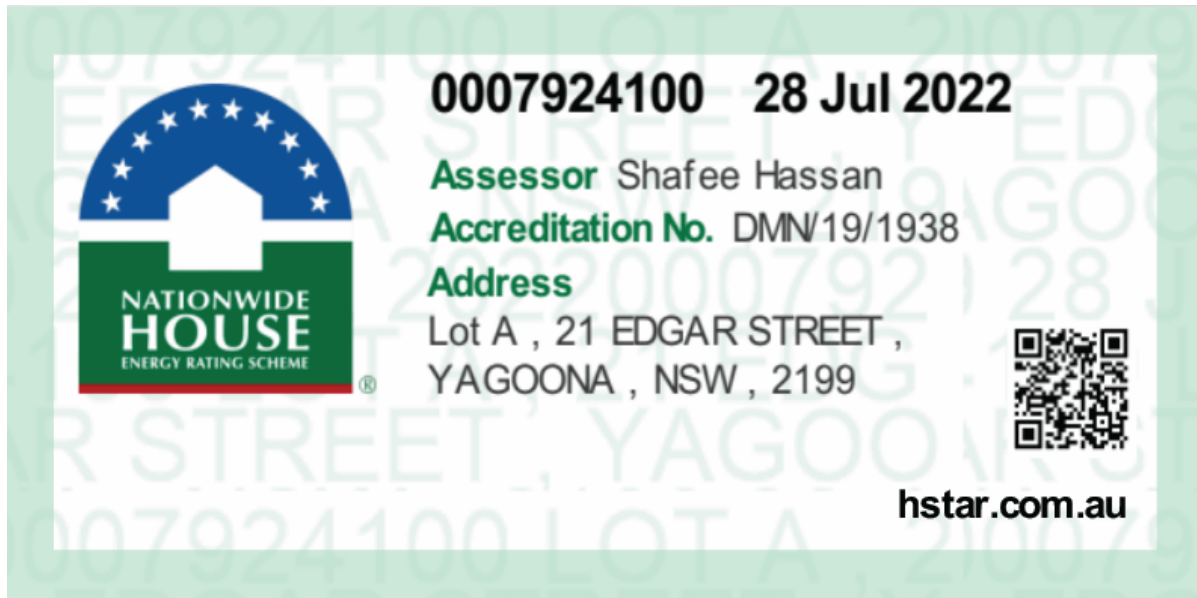 0007924100 28 Jul 2022
Assessor Shafee Hassan
Accreditation No. DMN/19/1938
Address
Lot A , 21 EDGAR STREET ,
YAGOONA , NSW , 2199
NATIONWIDE
HOUSE
ENERGY RATING SCHEME
®
hstar.com.au